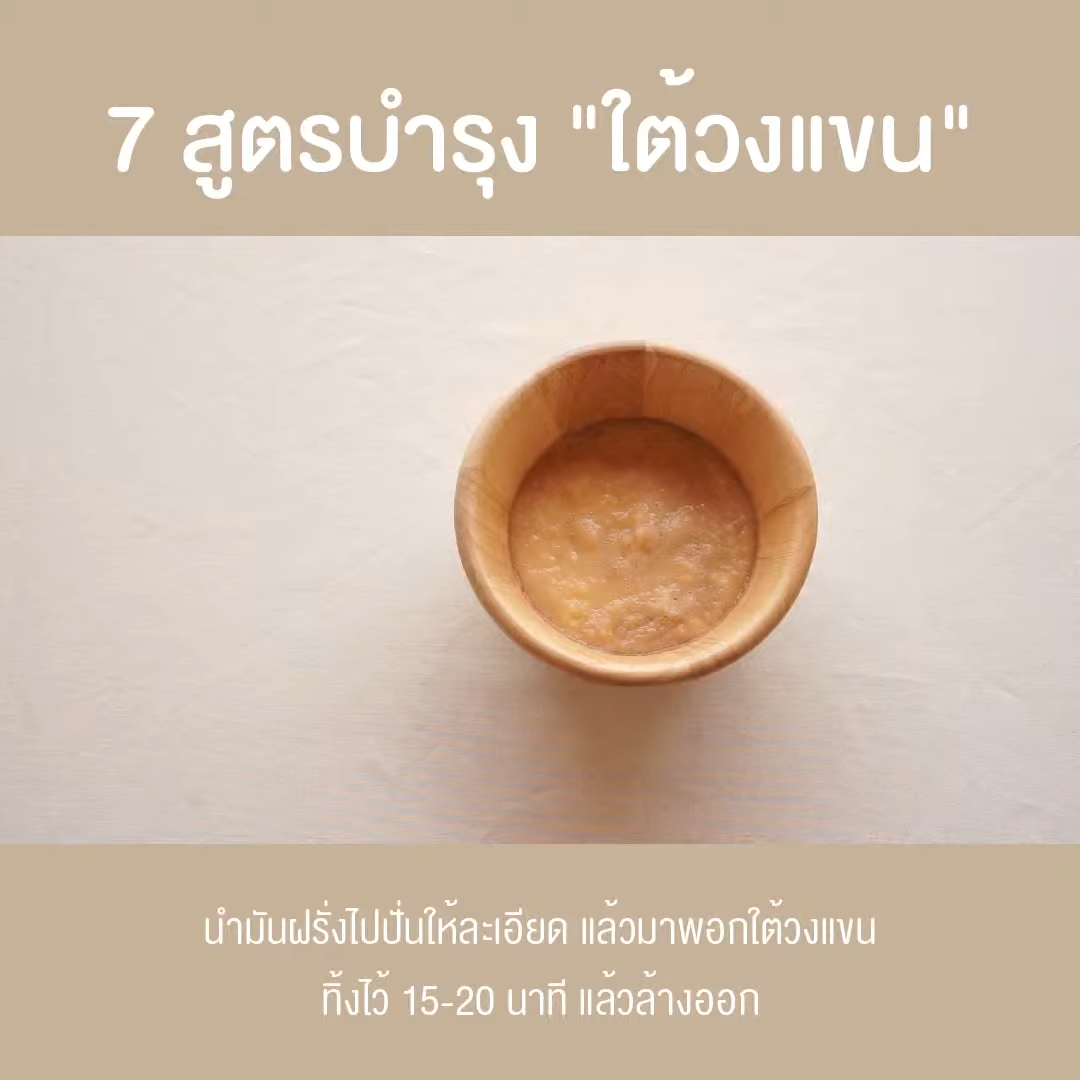 7 สูตรบำรุง "ใต้วงแขน"
นำมันฝรั่งไปปั่นให้ละเอียด แล้วมาพอกใต้วงแขน
ทิ้งไว้ 15-20 นาที แล้วล้างออก